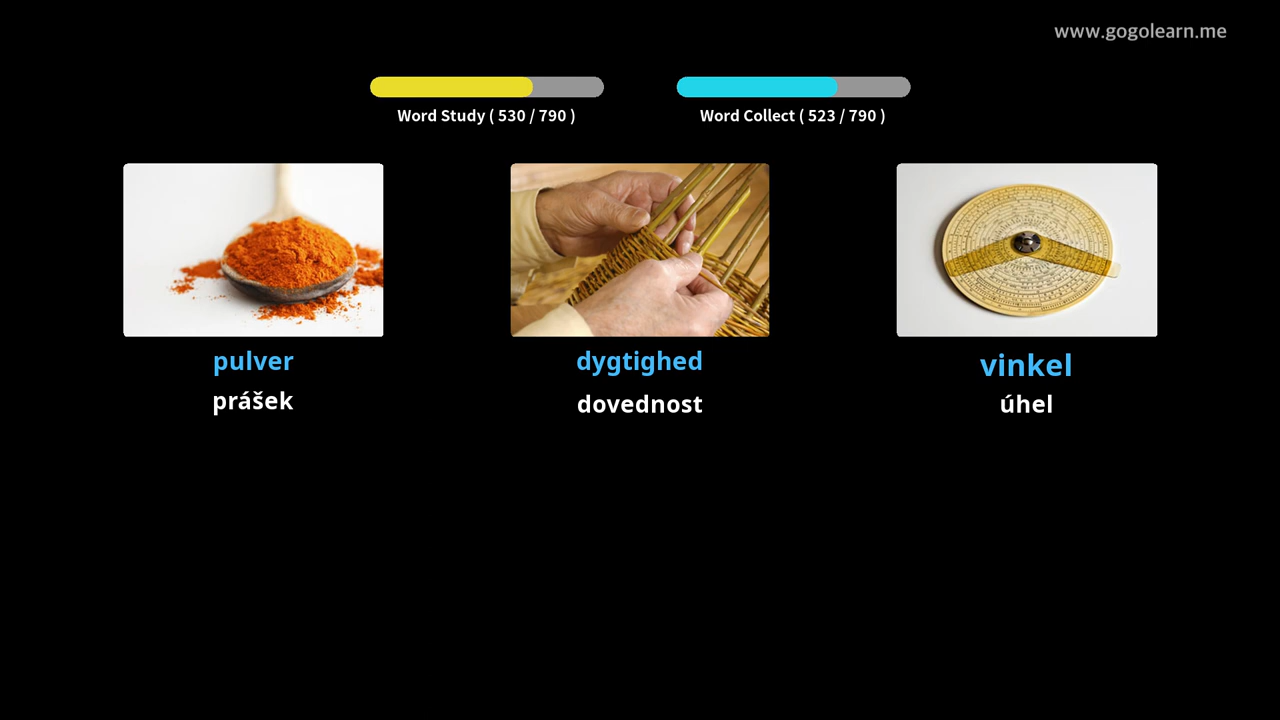 www.gogolearn.me
Word Study ( 530 / 790 )
Word Collect ( 523 / 790 )
pulver
prášek
dygtighed
dovednost
vinkel
úhel